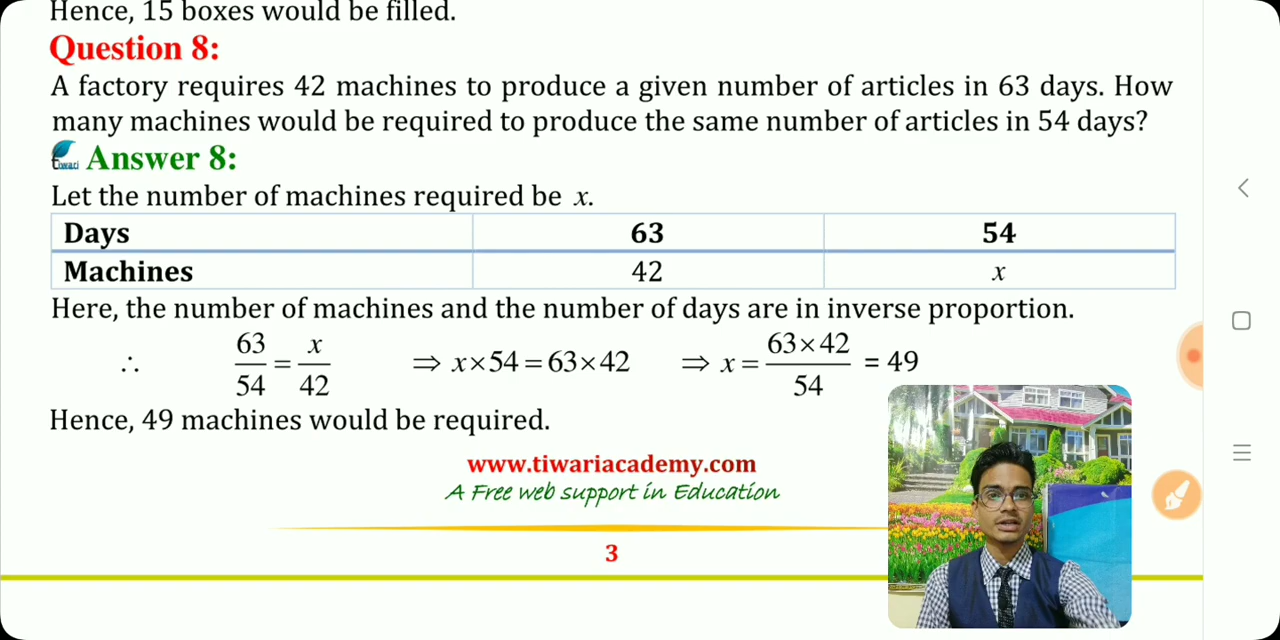 Hence, 15 boxes would be filled.
Question 8:
A factory requires 42 machines to produce a given number of articles in 63 days. How
many machines would be required to produce the same number of articles in 54 days?
Tiwari Answer 8:
Let the number of machines required be x.
Days 63 54
Machines 42 x
Here, the number of machines and the number of days are in inverse proportion.
∴ 63/54 = x/42 ⇒ x × 54 = 63 × 42 ⇒ x = 63 × 42/54 = 49
Hence, 49 machines would be required.
www.tiwariacademy.com
A Free web support in Education
3